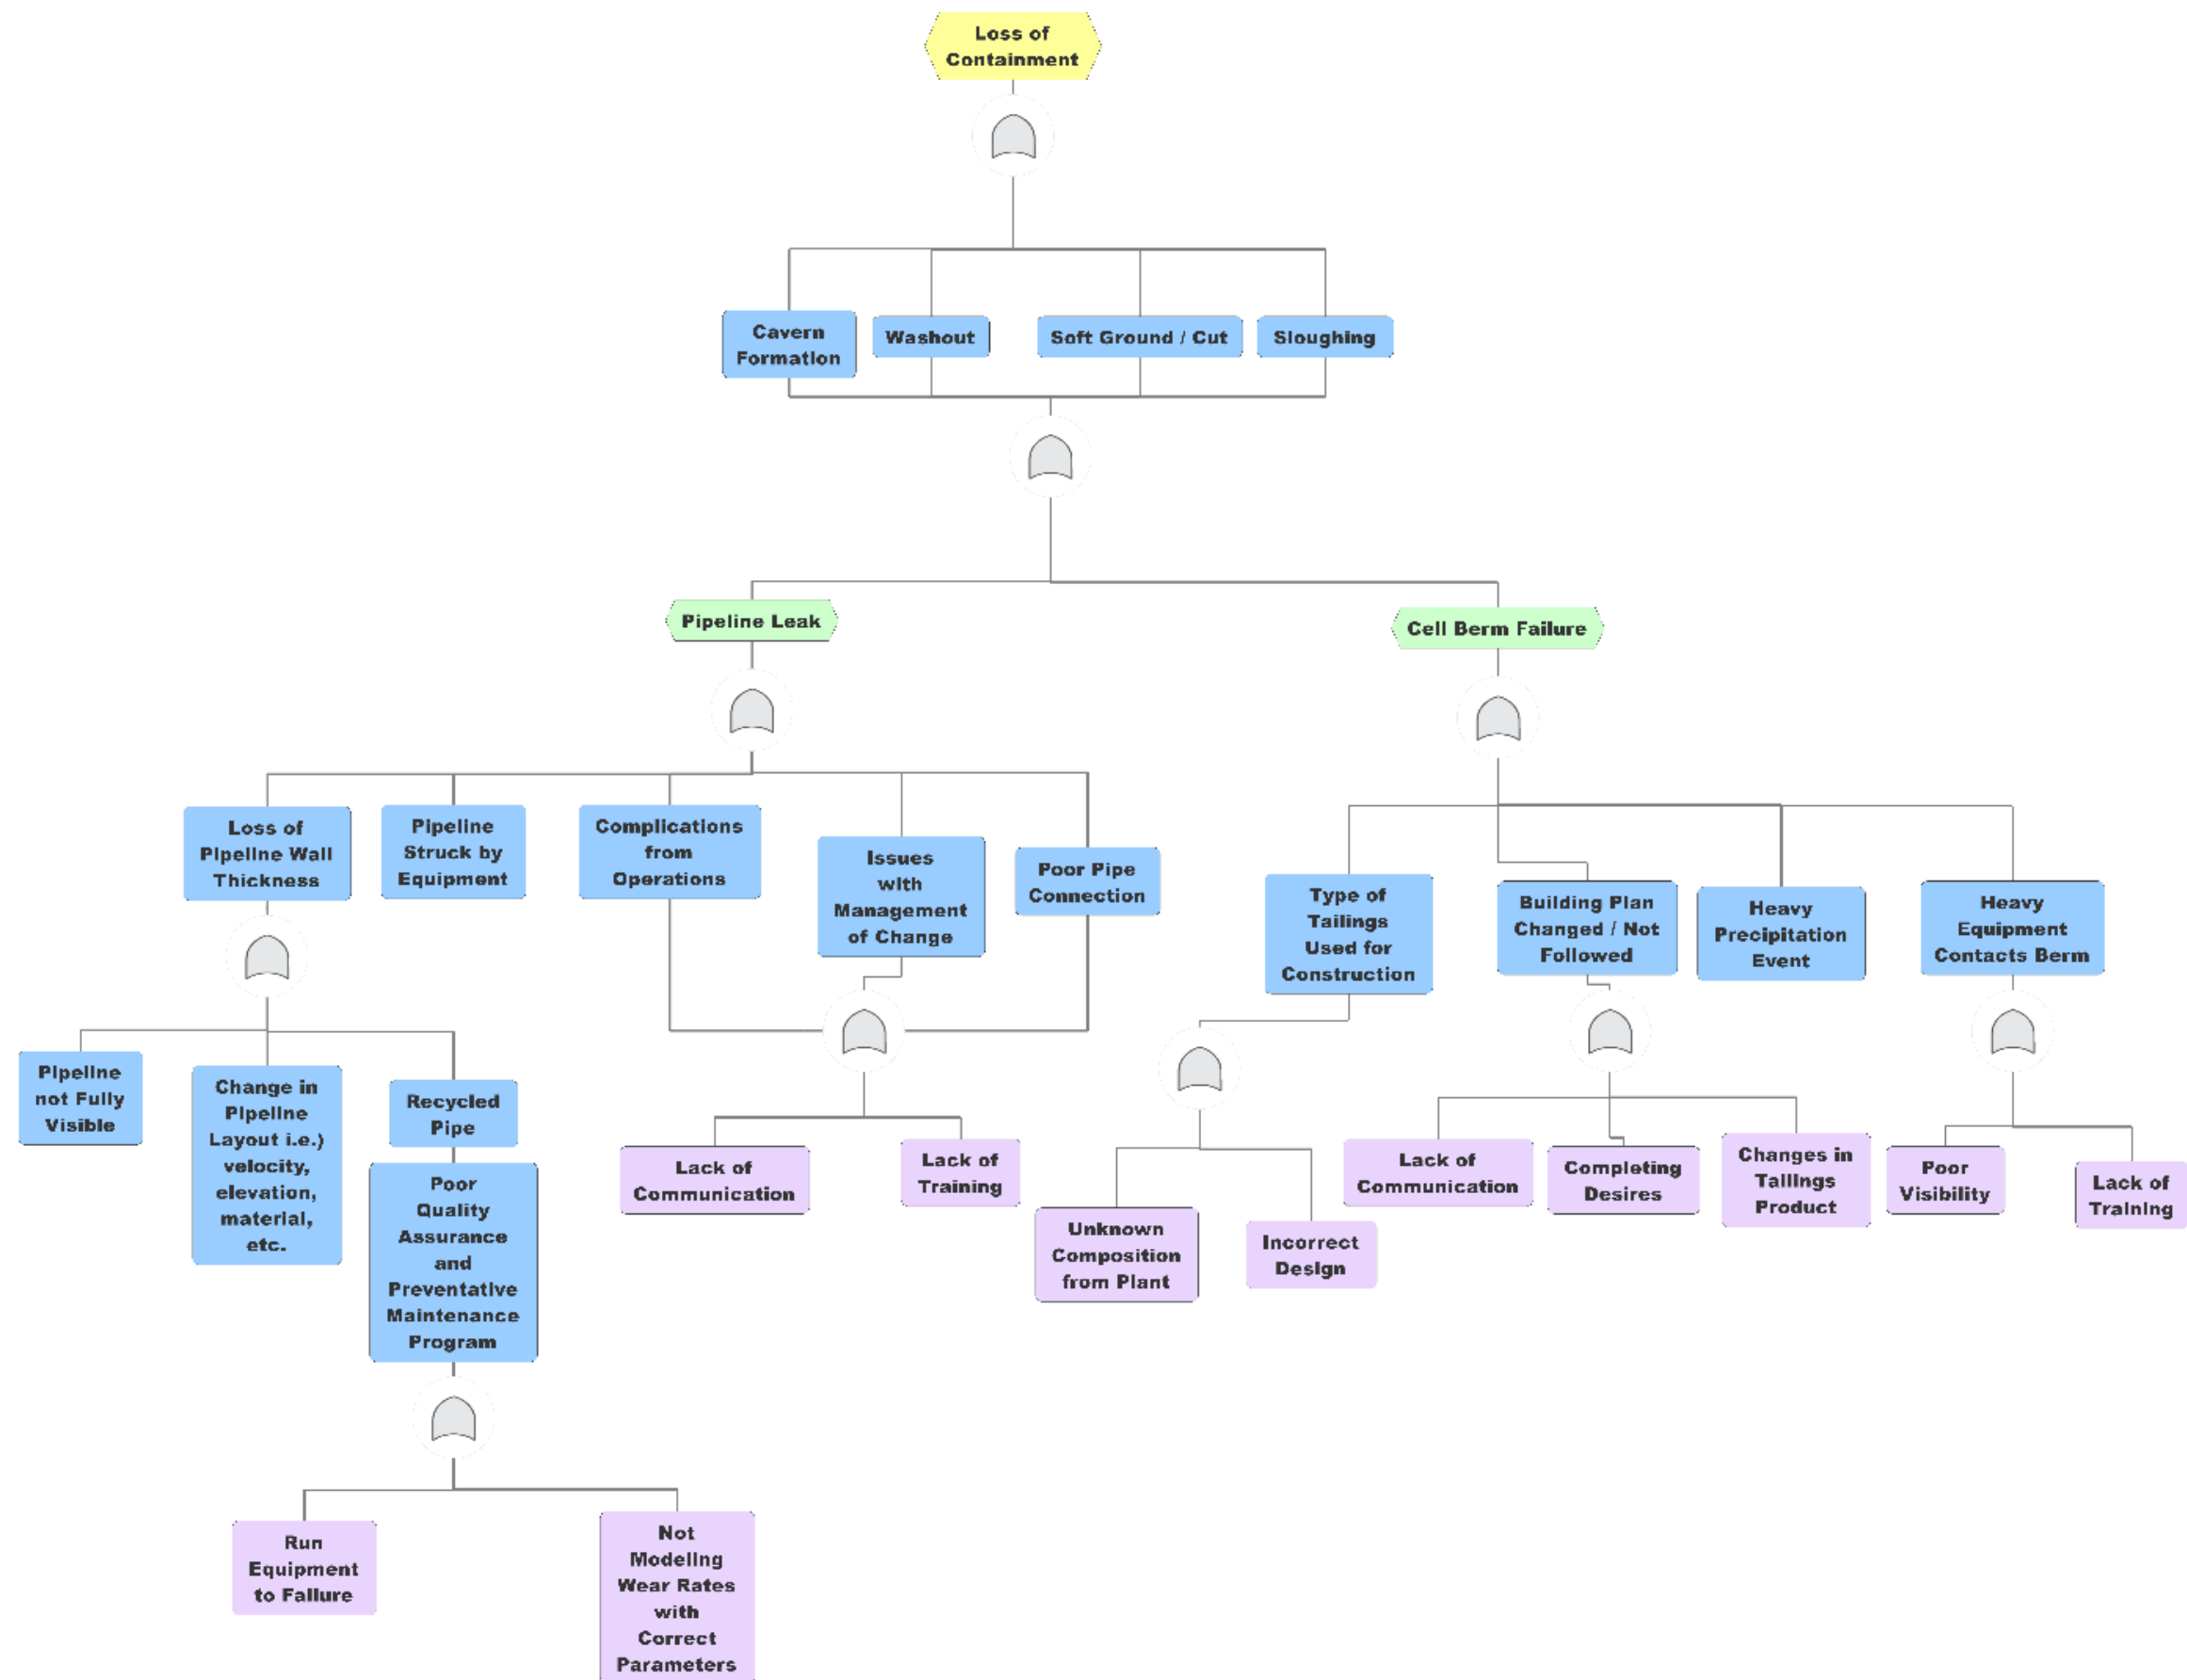 Loss of
Containment
Cavern
Formation
Washout
Soft Ground / Cut
Sloughing
Pipeline Leak
Cell Berm Failure
Loss of
Pipeline Wall
Thickness
Pipeline
Struck by
Equipment
Complications
from
Operations
Issues
with
Management
of Change
Poor Pipe
Connection
Type of
Tailings
Used for
Construction
Building Plan
Changed / Not
Followed
Heavy
Precipitation
Event
Heavy
Equipment
Contacts Berm
Pipeline
not Fully
Visible
Change in
Pipeline
Layout i.e.)
velocity,
elevation,
material,
etc.
Recycled
Pipe
Poor
Quality
Assurance
and
Preventative
Maintenance
Program
Lack of
Communication
Lack of
Training
Unknown
Composition
from Plant
Incorrect
Design
Lack of
Communication
Completing
Desires
Changes in
Tailings
Product
Poor
Visibility
Lack of
Training
Run
Equipment
to Failure
Not
Modeling
Wear Rates
with
Correct
Parameters